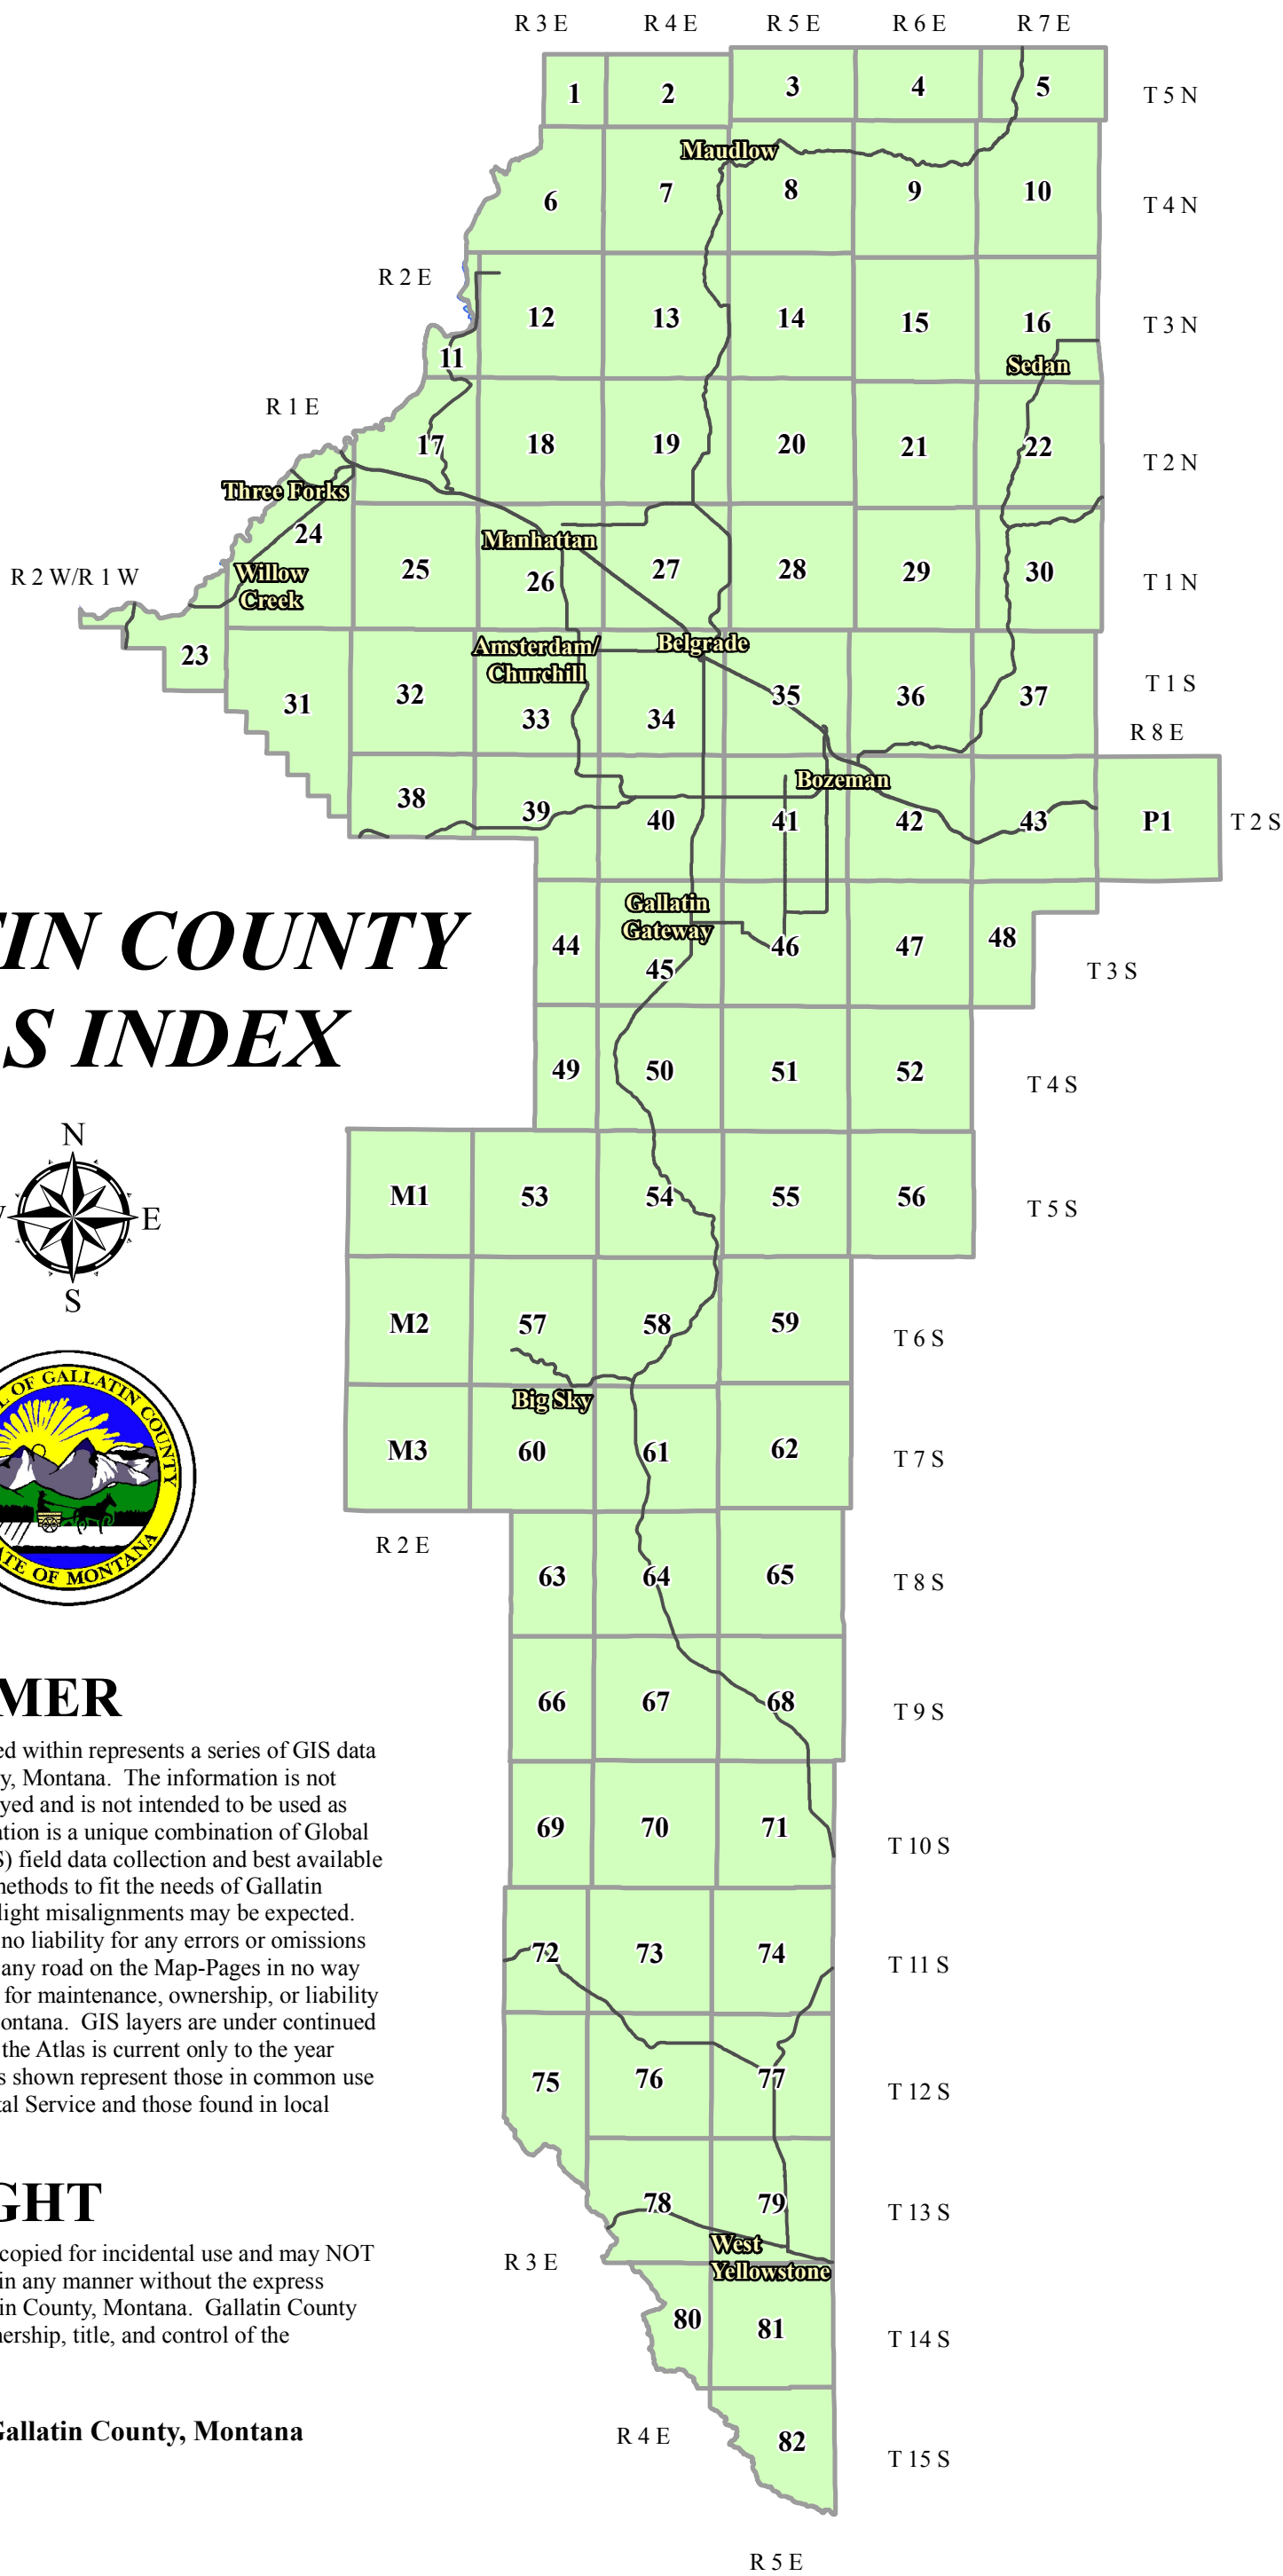 R 3 E R 4 E R 5 E R 6 E R 7 E
1 2 3 4 5 T 5 N
Maudlow
6 7 8 9 10 T 4 N
R 2 E
11 12 13 14 15 16 T 3 N
Sedan
R 1 E
17 18 19 20 21 22 T 2 N
Three Forks
24
Manhattan
R 2 W/R 1 W
Willow
Creek
25 26 27 28 29 30 T 1 N
Amsterdam/
Churchill
Belgrade
23 31 32 33 34 35 36 37 T 1 S
R 8 E
Bozeman
38 39 40 41 42 43 P1 T 2 S
Gallatin
Gateway
44 45 46 47 48 T 3 S
TIN COUNTY
S INDEX
49 50 51 52 T 4 S
N
E
S
M1 53 54 55 56 T 5 S
M2 57 58 59 T 6 S
Big Sky
M3 60 61 62 T 7 S
R 2 E
OF GALLATIN COUNTY
ATE OF MONTANA
63 64 65 T 8 S
66 67 68 T 9 S
MER
ed within represents a series of GIS data
y, Montana. The information is not
yed and is not intended to be used as
ation is a unique combination of Global
S) field data collection and best available
methods to fit the needs of Gallatin
light misalignments may be expected.
no liability for any errors or omissions
any road on the Map-Pages in no way
for maintenance, ownership, or liability
ontana. GIS layers are under continued
the Atlas is current only to the year
s shown represent those in common use
tal Service and those found in local
69 70 71 T 10 S
72 73 74 T 11 S
75 76 77 T 12 S
78 79 T 13 S
GHT
copied for incidental use and may NOT
in any manner without the express
tin County, Montana. Gallatin County
nership, title, and control of the
R 3 E
West
Yellowstone
80 81 T 14 S
Gallatin County, Montana
R 4 E
82 T 15 S
R 5 E